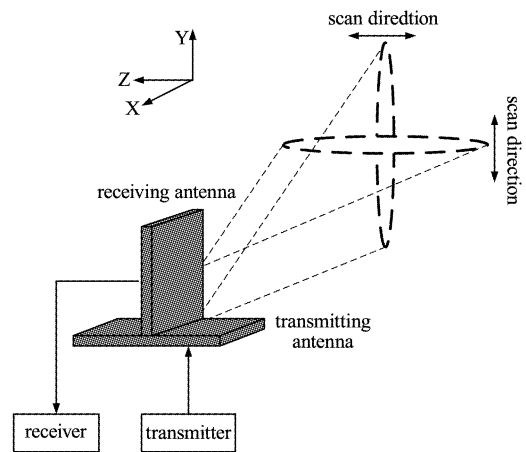 scan diredtion
Y
Z
X
scan direction
receiving antenna
transmitting
antenna
receiver
transmitter